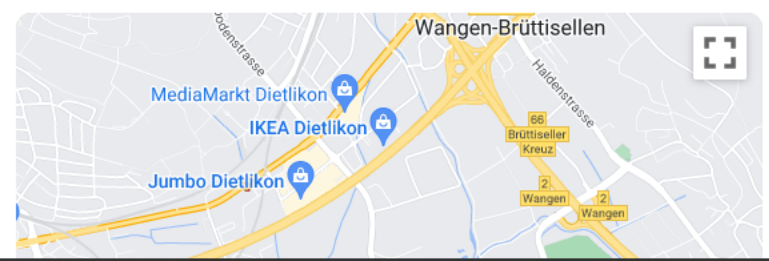 Wangen-Brüttisellen
odenstrasse
Haldenstrasse
MediaMarkt Dietlikon
IKEA Dietlikon
66
Brüttiseller
Kreuz
Jumbo Dietlikon
2
Wangen
2
Wangen